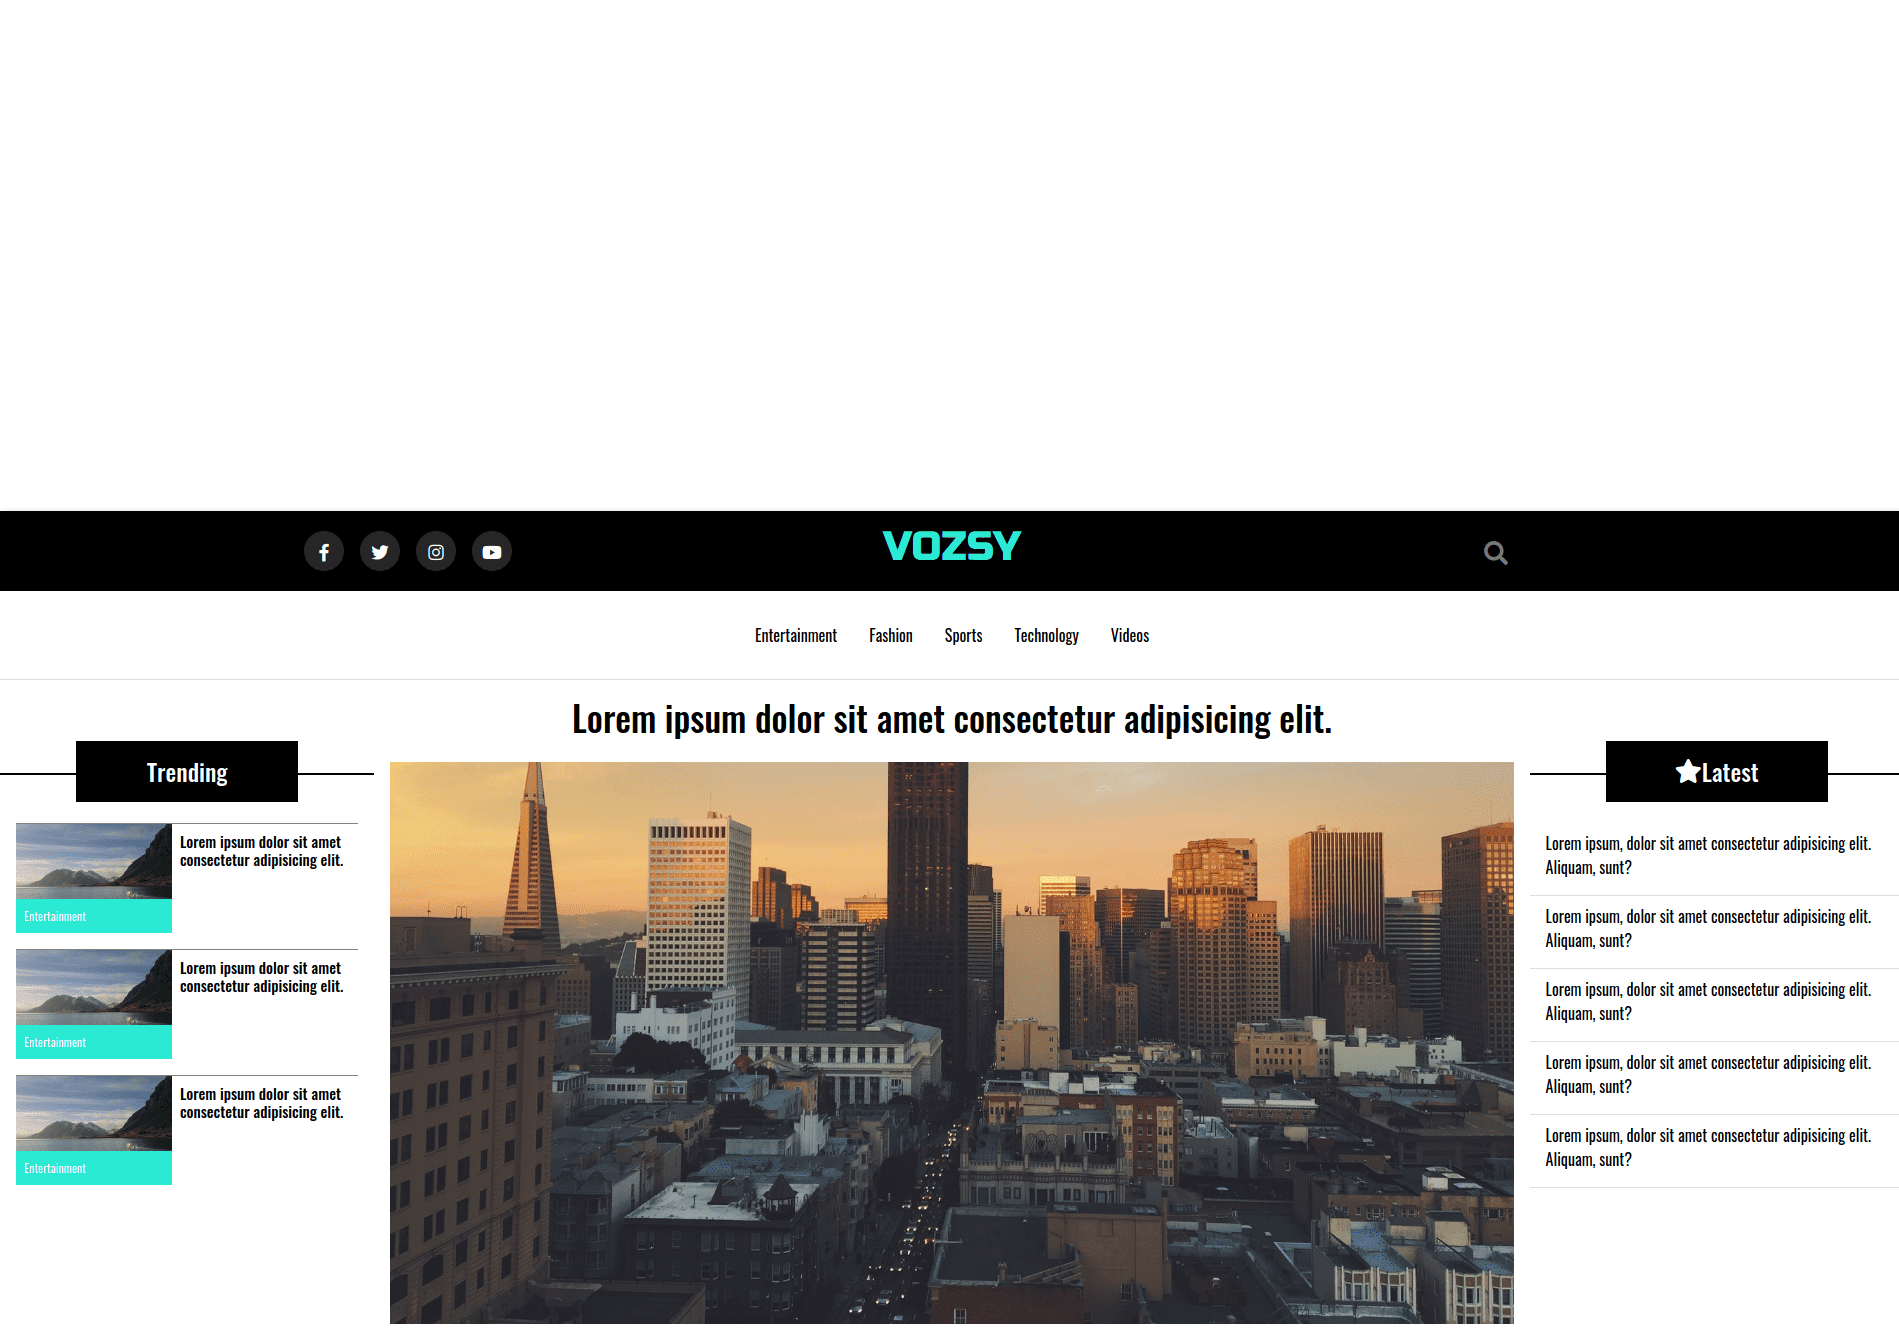 VOZSY
Entertainment Fashion Sports Technology Videos
Lorem ipsum dolor sit amet consectetur adipisicing elit.
Trending
Lorem ipsum dolor sit amet
consectetur adipisicing elit.
Entertainment
Lorem ipsum dolor sit amet
consectetur adipisicing elit.
Entertainment
Lorem ipsum dolor sit amet
consectetur adipisicing elit.
Entertainment
Latest
Lorem ipsum, dolor sit amet consectetur adipisicing elit.
Aliquam, sunt?
Lorem ipsum, dolor sit amet consectetur adipisicing elit.
Aliquam, sunt?
Lorem ipsum, dolor sit amet consectetur adipisicing elit.
Aliquam, sunt?
Lorem ipsum, dolor sit amet consectetur adipisicing elit.
Aliquam, sunt?
Lorem ipsum, dolor sit amet consectetur adipisicing elit.
Aliquam, sunt?